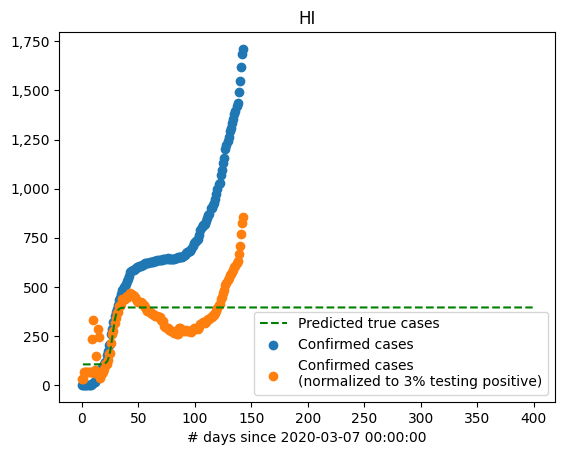 HI
1,750
1,500
1,250
1,000
750
500
250
0
0 50 100 150 200 250 300 350 400
# days since 2020-03-07 00:00:00
Predicted true cases
Confirmed cases
Confirmed cases
(normalized to 3% testing positive)